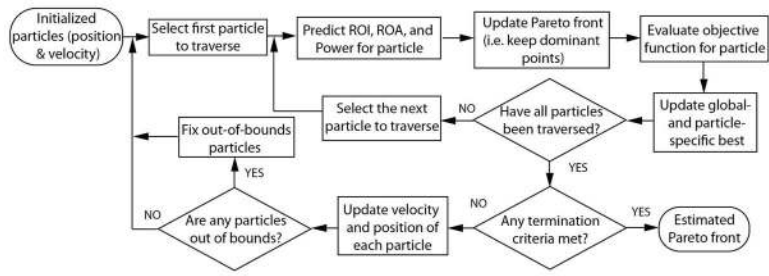 Initialized
particles (position
& velocity)
Select first particle
to traverse
Predict ROI, ROA, and
Power for particle
Update Pareto front
(i.e. keep dominant
points)
Evaluate objective
function for particle
Update global-
and particle-
specific best
Have all particles
been traversed?
NO
Select the next
particle to traverse
YES
Any termination
criteria met?
YES
Estimated
Pareto front
NO
Update velocity
and position of
each particle
Are any particles
out of bounds?
YES
Fix out-of-bounds
particles
NO